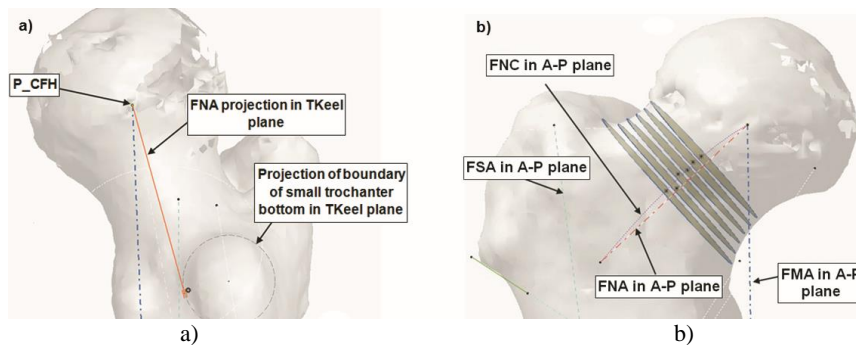 a)
P_CFH
FNA projection in TKeel
plane
Projection of boundary
of small trochanter
bottom in TKeel plane
a)
b)
FNC in A-P plane
FSA in A-P plane
FNA in A-P plane
FMA in A-P
plane
b)